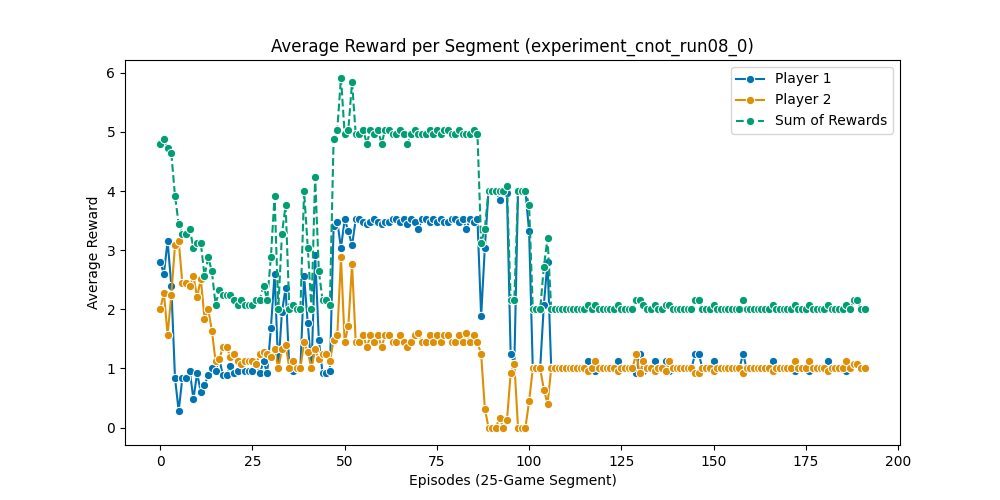 Average Reward per Segment (experiment_cnot_run08_0)
Player 1
Player 2
Sum of Rewards
Average Reward
6
5
4
3
2
1
0
0 25 50 75 100 125 150 175 200
Episodes (25-Game Segment)